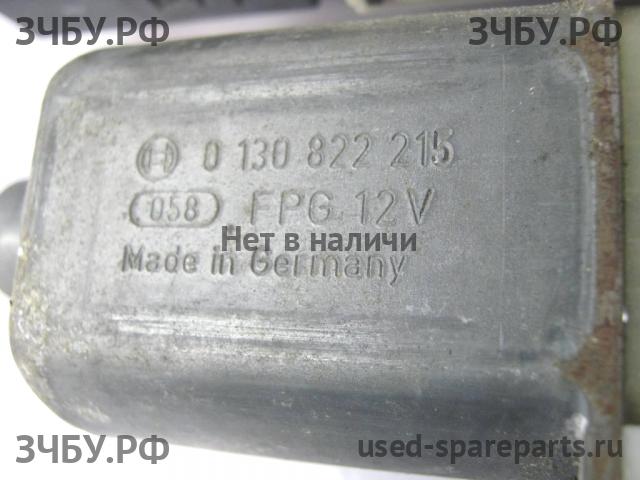 ЗЧБУ.РФ ЗЧБУ.РФ
0 130 822 215
058 FPG 12V
Нет в наличи
Made in Germany
ЗЧБУ.РФ used-spareparts.ru